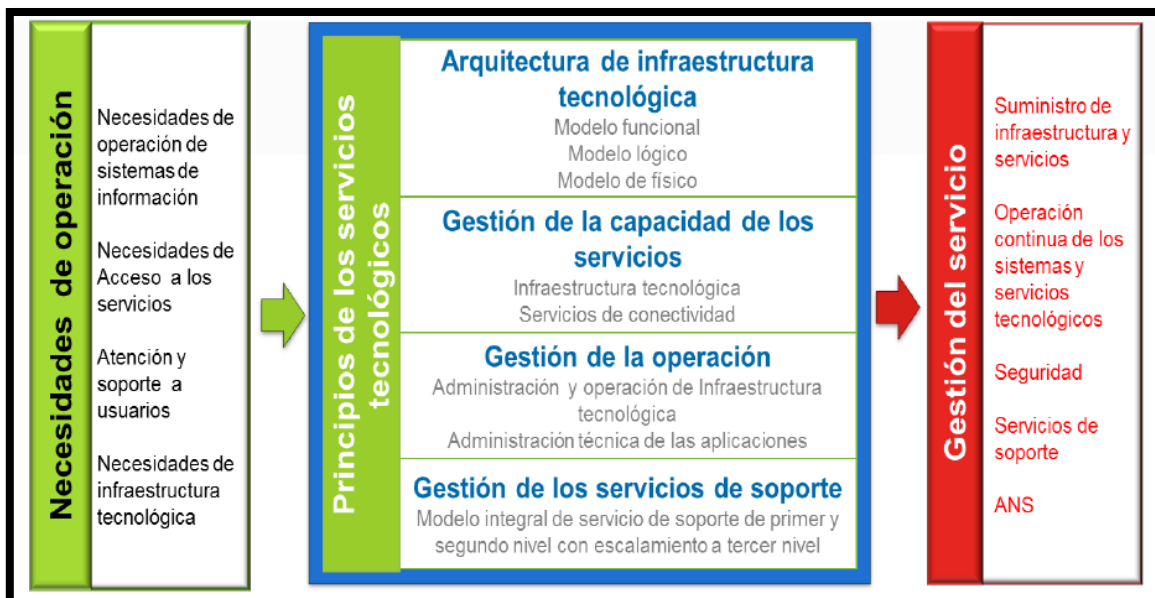 Necesidades de operación
Necesidades de
operación de
sistemas de
información
Necesidades de
Acceso a los
servicios
Atención y
soporte a
usuarios
Necesidades de
infraestructura
tecnológica
Principios de los servicios
tecnológicos
Arquitectura de infraestructura
tecnológica
Modelo funcional
Modelo lógico
Modelo de físico
Gestión de la capacidad de los
servicios
Infraestructura tecnológica
Servicios de conectividad
Gestión de la operación
Administración y operación de Infraestructura
tecnológica
Administración técnica de las aplicaciones
Gestión de los servicios de soporte
Modelo integral de servicio de soporte de primer y
segundo nivel con escalamiento a tercer nivel
Gestión del servicio
Suministro de
infraestructura y
servicios
Operación
continua de los
sistemas y
servicios
tecnológicos
Seguridad
Servicios de
soporte
ANS